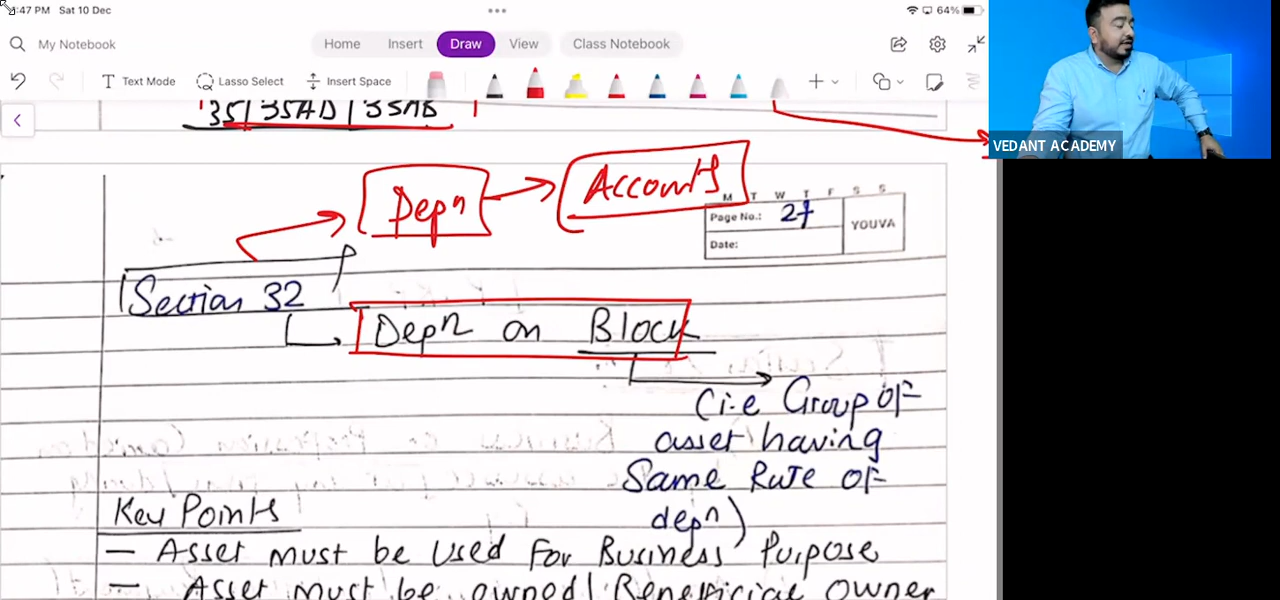 1:47 PM Sat 10 Dec
64%
My Notebook
Home Insert Draw View Class Notebook
Text Mode Lasso Select Insert Space
35/35AD/35AB
VEDANT ACADEMY
Depn Accounts
M T W T F S S
Page No.: 27
YOUVA
Date:
Section 32
Depn on Block
(i.e Group of
asset having
Same Rate of
depn)
Key Points
— Asset must be used for Business Purpose
— Asset must be owned/Beneficial owner